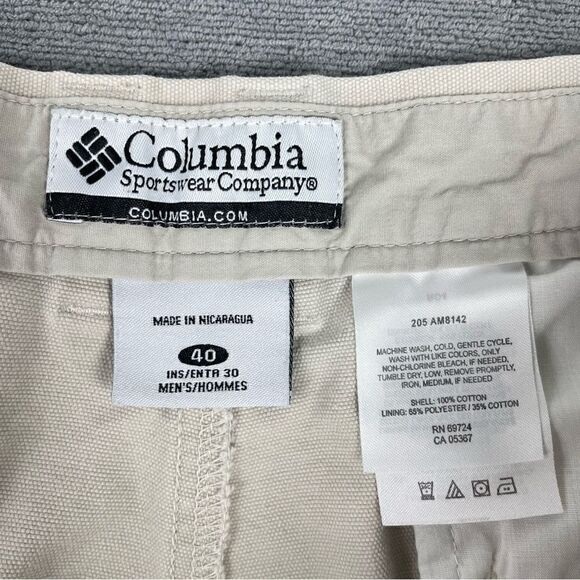 Columbia
Sportswear Company®
COLUMBIA.COM
MADE IN NICARAGUA
40
INS/ENTR 30
MEN'S/HOMMES
205 AM8142
MACHINE WASH, COLD, GENTLE CYCLE,
WASH WITH LIKE COLORS, ONLY
NON-CHLORINE BLEACH, IF NEEDED,
TUMBLE DRY, LOW, REMOVE PROMPTLY,
IRON, MEDIUM, IF NEEDED
SHELL: 100% COTTON
LINING: 65% POLYESTER / 35% COTTON
RN 69724
CA 05367